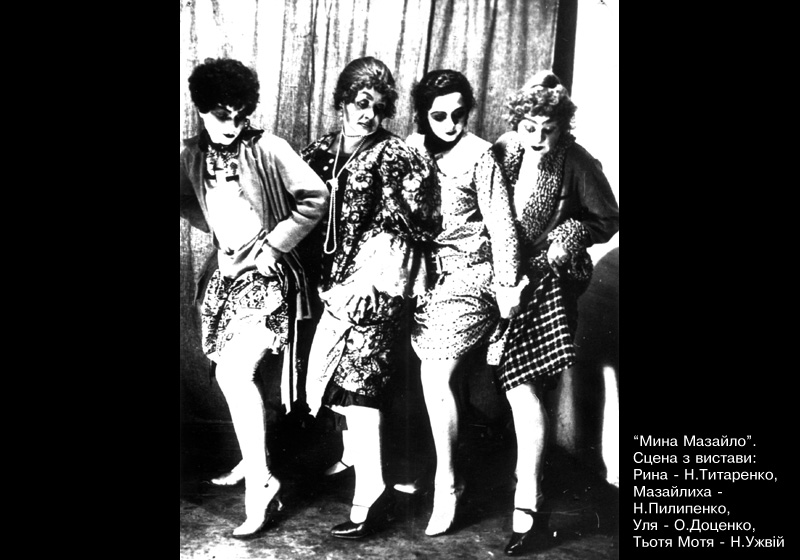 “Мина Мазайло”.
Сцена з вистави:
Рина - Н.Титаренко,
Мазайлиха -
Н.Пилипенко,
Уля - О.Доценко,
Тьотя Мотя - Н.Ужвій